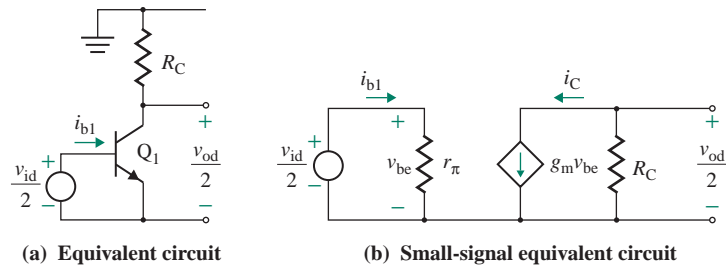 R_C
i_b1
Q_1
+
v_id/2
−
+
v_od/2
−
(a) Equivalent circuit
i_b1
+
v_id/2
−
+
v_be
−
r_π
i_C
g_m v_be
R_C
+
v_od/2
−
(b) Small-signal equivalent circuit